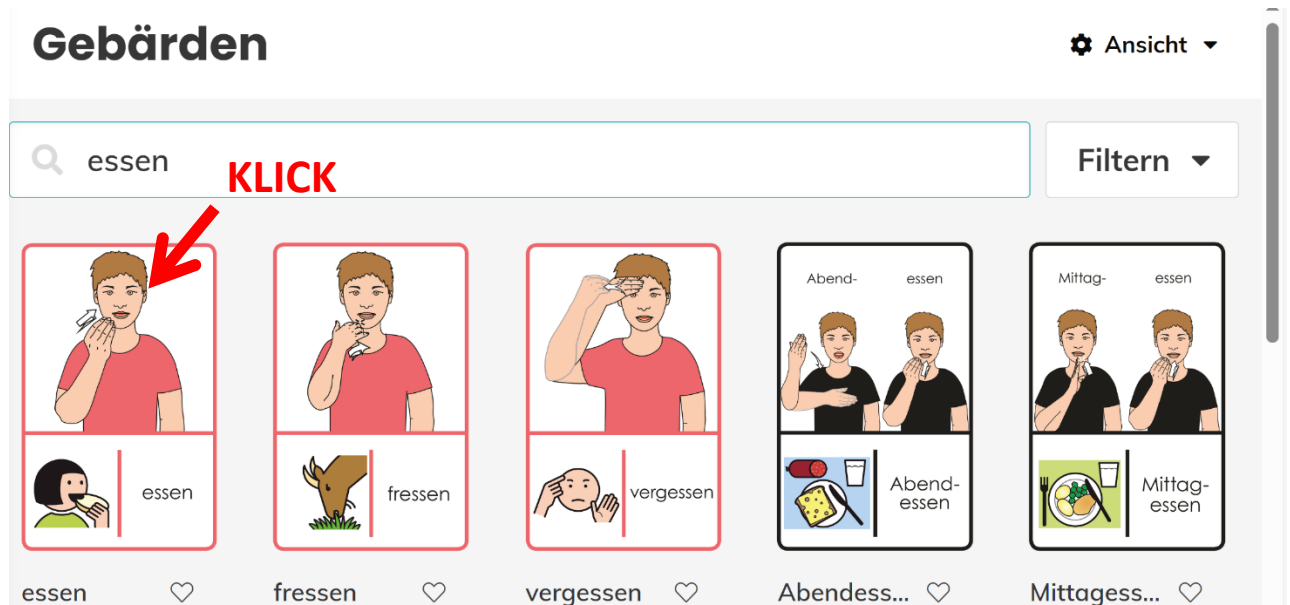 Gebärden
Ansicht
essen
Filtern
KLICK
Abend- essen
Mittag- essen
essen
fressen
vergessen
Abend-
essen
Mittag-
essen
essen
fressen
vergessen
Abendess...
Mittagess...